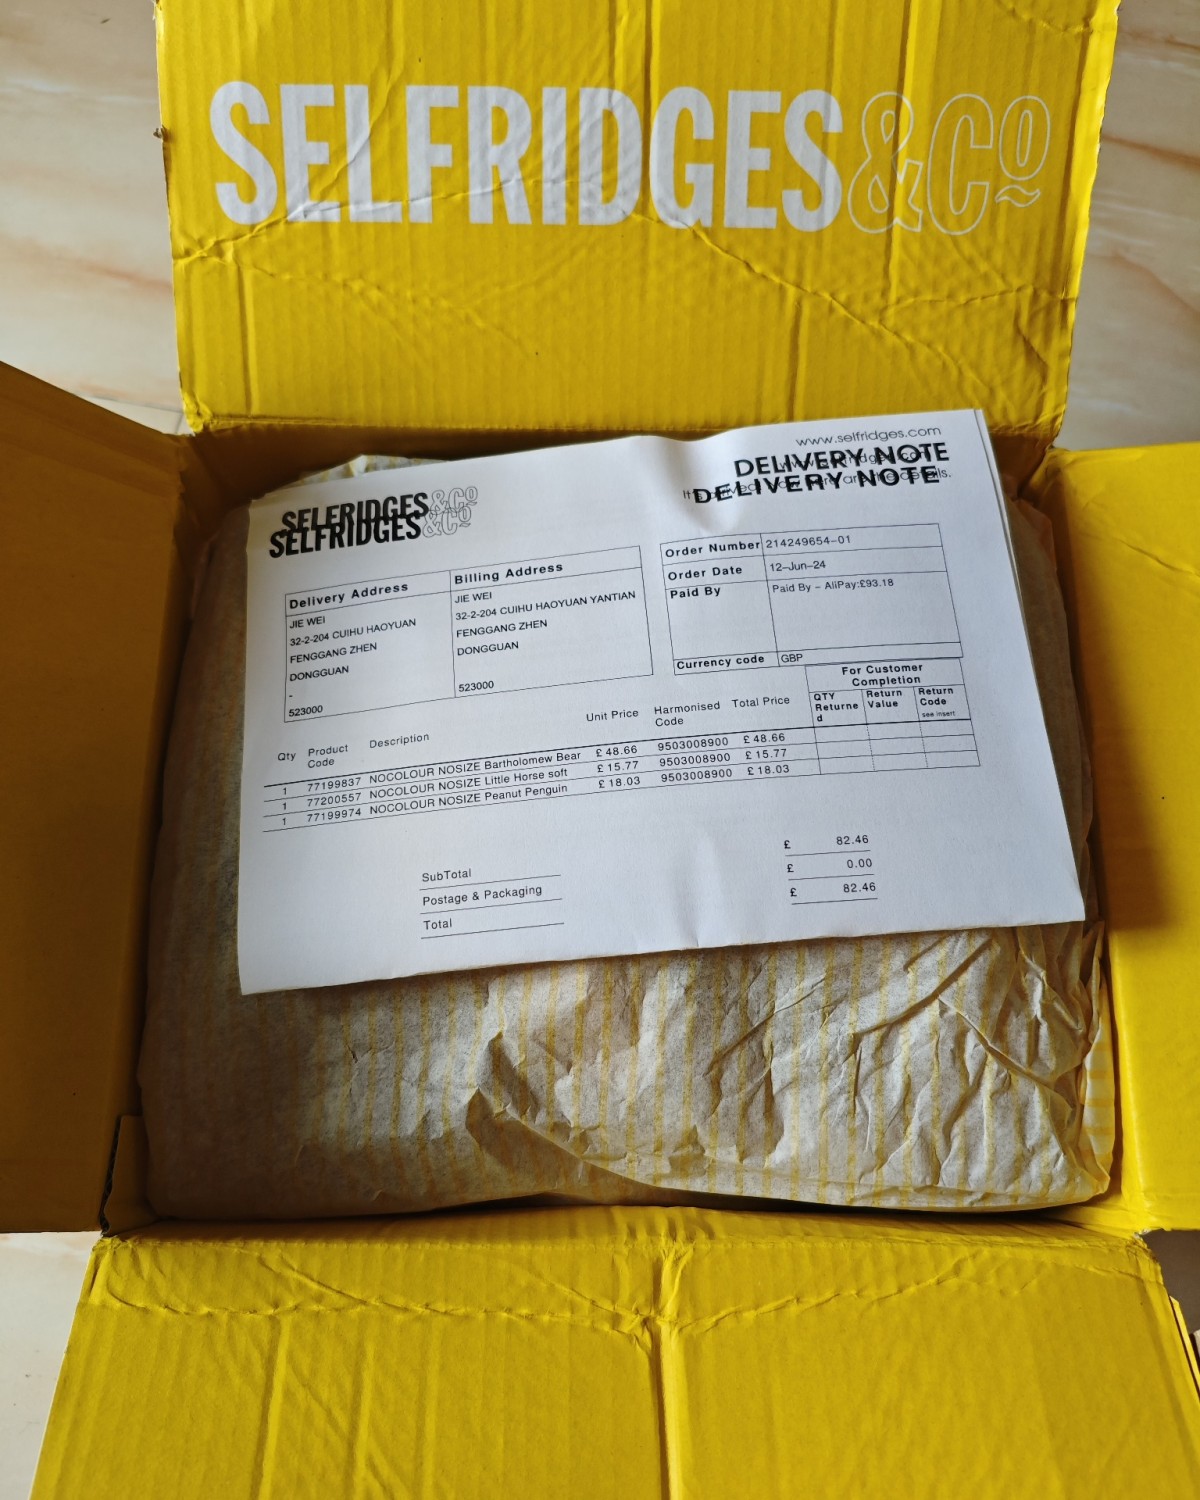 SELFRIDGES&Co
www.selfridges.com
DELIVERY NOTE
DELIVERY NOTE
SELFRIDGES&Co
SELFRIDGES&Co
Delivery Address
JIE WEI
32-2-204 CUIHU HAOYUAN
FENGGANG ZHEN
DONGGUAN
-
523000
Billing Address
JIE WEI
32-2-204 CUIHU HAOYUAN YANTIAN
FENGGANG ZHEN
DONGGUAN
523000
Order Number 214249654-01
Order Date 12-Jun-24
Paid By Paid By - AliPay:£93.18
Currency code GBP
For Customer
Completion
QTY
Returne
d
Return
Value
Return
Code
see insert
Qty Product Code Description Unit Price Harmonised Code Total Price
1 77199837 NOCOLOUR NOSIZE Bartholomew Bear £ 48.66 9503008900 £ 48.66
1 77200557 NOCOLOUR NOSIZE Little Horse soft £ 15.77 9503008900 £ 15.77
1 77199974 NOCOLOUR NOSIZE Peanut Penguin £ 18.03 9503008900 £ 18.03
SubTotal £ 82.46
Postage & Packaging £ 0.00
Total £ 82.46